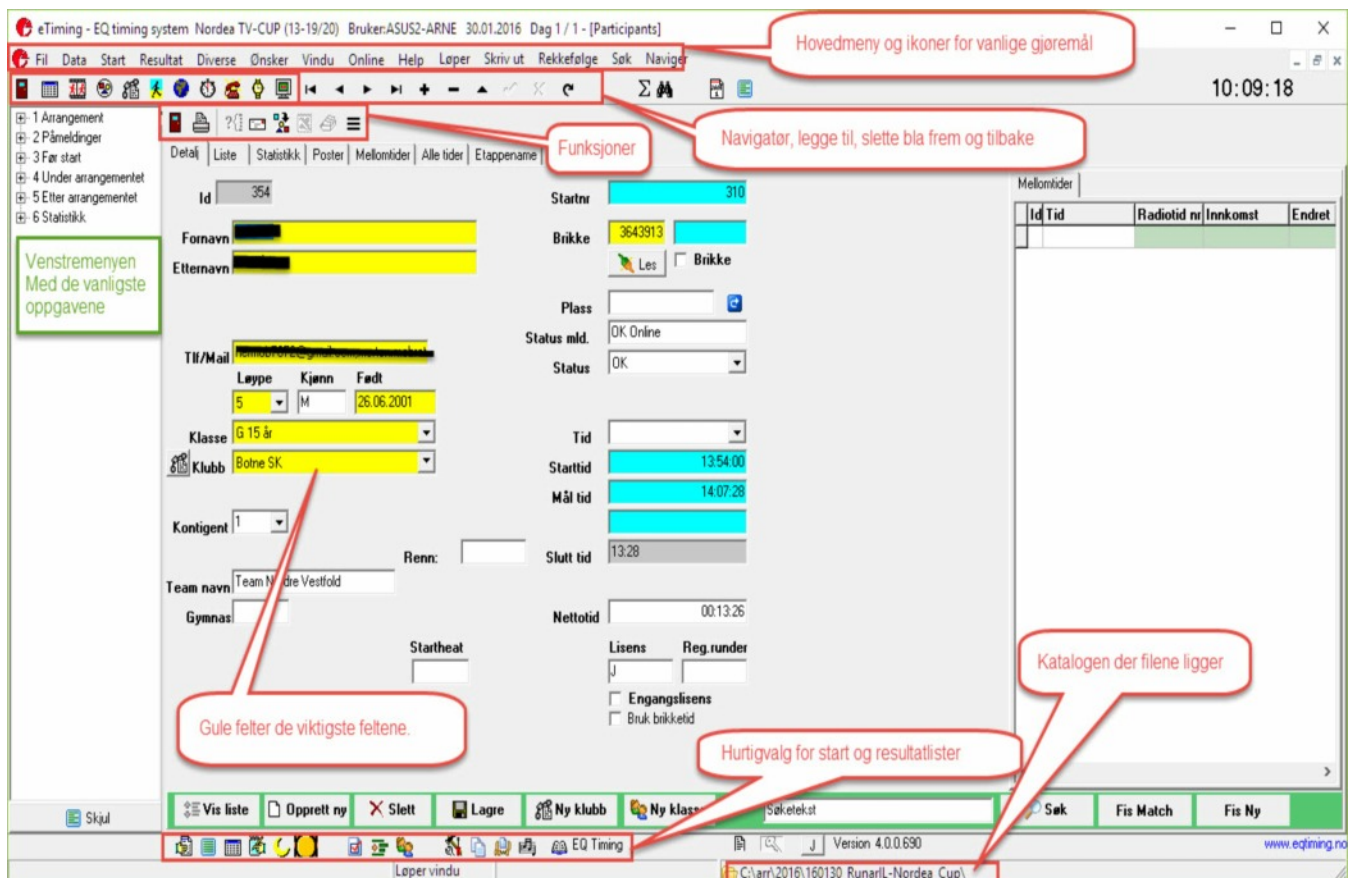 eTiming - EQ timing system Nordea TV-CUP (13-19/20) Bruker:ASUS2-ARNE 30.01.2016 Dag 1 / 1 - [Participants]
Fil Data Start Resultat Diverse Ønsker Vindu Online Help Løper Skriv ut Rekkefølge Søk Naviger
Hovedmeny og ikoner for vanlige gjøremål
10:09:18
1 Arrangement
2 Påmeldinger
3 Før start
4 Under arrangementet
5 Etter arrangementet
6 Statistikk
Venstremenyen
Med de vanligste
oppgavene
Skjul
Funksjoner
Navigatør, legge til, slette bla frem og tilbake
Detalj Liste Statistikk Poster Mellomtider Alle tider Etappename
Id 354
Startnr 310
Fornavn
Brikke 3643913
Etternavn
Les Brikke
Plass
Status mld. OK Online
Tlf/Mail
Status OK
Løype Kjønn Født
5 M 26.06.2001
Klasse G 15 år
Tid
Klubb Botne SK
Starttid 13:54:00
Mål tid 14:07:28
Kontigent 1
Renn:
Slutt tid 13:28
Team navn Team Nordre Vestfold
Gymnas
Nettotid 00:13:26
Startheat
Lisens Reg.runder
J
Engangslisens
Bruk brikketid
Gule felter de viktigste feltene.
Mellomtider
Id Tid Radiotid nr Innkomst Endret
Katalogen der filene ligger
Hurtigvalg for start og resultatlister
Vis liste Opprett ny Slett Lagre Ny klubb Ny klasse Søketekst Søk Fis Match Fis Ny
EQ Timing
J Version 4.0.0.690
www.eqtiming.no
Løper vindu
C:\arr\2016\160130_RunarIL-Nordea_Cup\